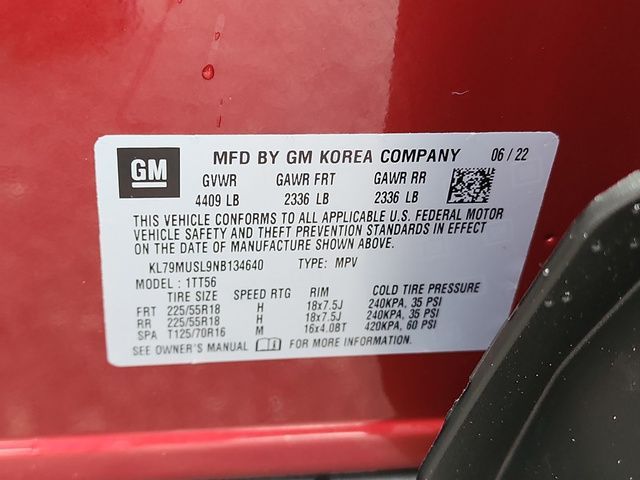 GM MFD BY GM KOREA COMPANY 06 / 22
GVWR GAWR FRT GAWR RR
4409 LB 2336 LB 2336 LB
THIS VEHICLE CONFORMS TO ALL APPLICABLE U.S. FEDERAL MOTOR
VEHICLE SAFETY AND THEFT PREVENTION STANDARDS IN EFFECT
ON THE DATE OF MANUFACTURE SHOWN ABOVE.
KL79MUSL9NB134640 TYPE: MPV
MODEL : 1TT56
TIRE SIZE SPEED RTG RIM COLD TIRE PRESSURE
FRT 225/55R18 H 18x7.5J 240KPA, 35 PSI
RR 225/55R18 H 18x7.5J 240KPA, 35 PSI
SPA T125/70R16 M 16x4.0BT 420KPA, 60 PSI
SEE OWNER'S MANUAL FOR MORE INFORMATION.